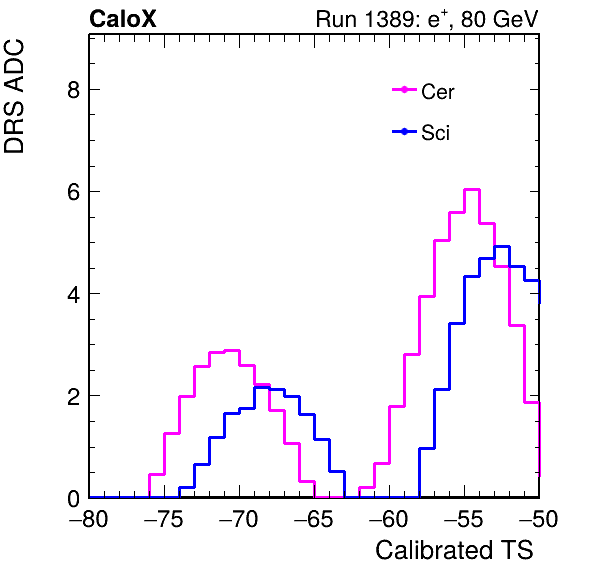 CaloX Run 1389: e⁺, 80 GeV
DRS ADC
Cer
Sci
8
6
4
2
0
−80 −75 −70 −65 −60 −55 −50
Calibrated TS